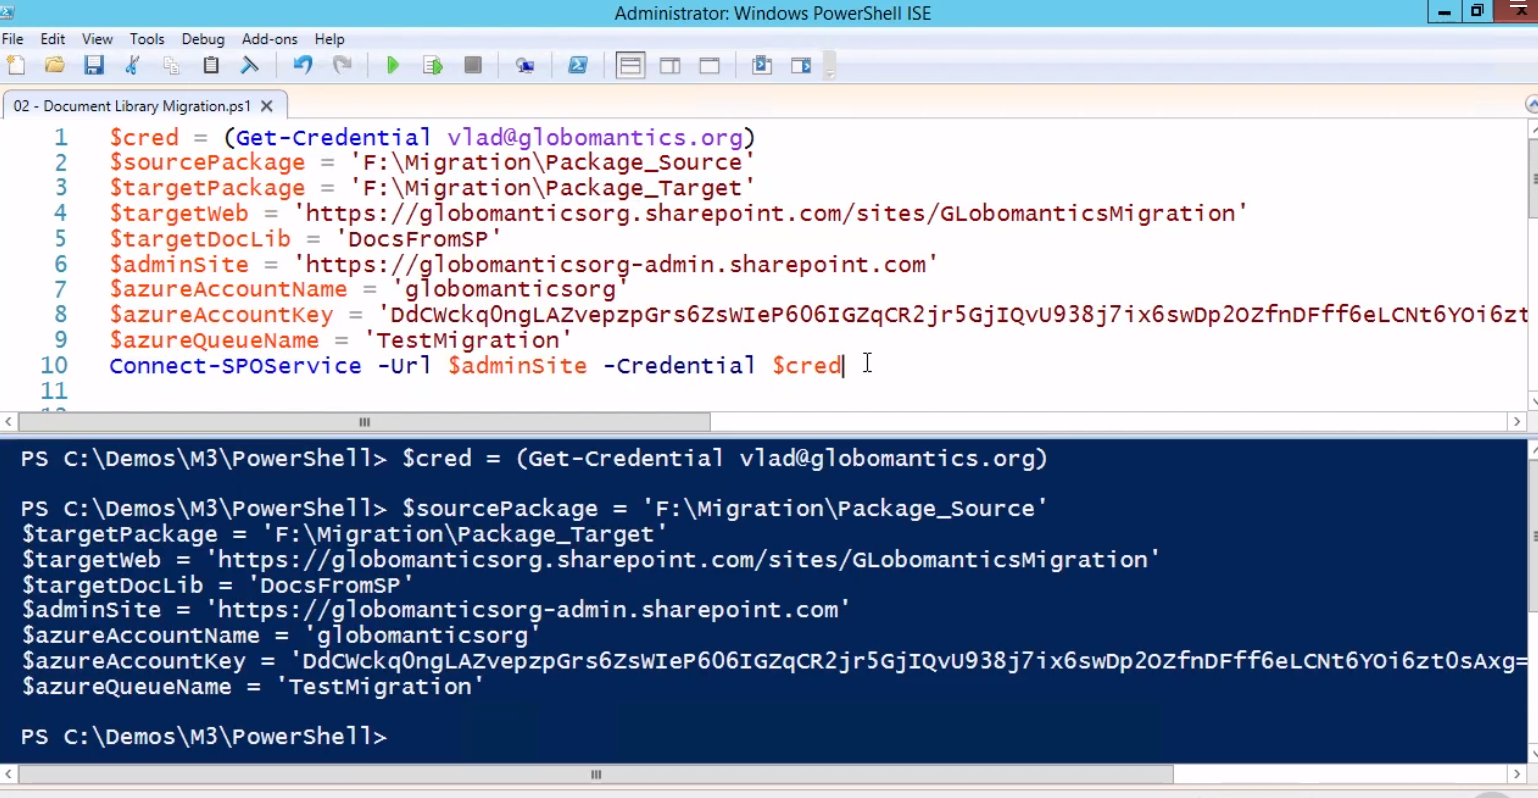 Administrator: Windows PowerShell ISE
File Edit View Tools Debug Add-ons Help
02 - Document Library Migration.ps1
1 $cred = (Get-Credential vlad@globomantics.org)
2 $sourcePackage = 'F:\Migration\Package_Source'
3 $targetPackage = 'F:\Migration\Package_Target'
4 $targetWeb = 'https://globomanticsorg.sharepoint.com/sites/GLobomanticsMigration'
5 $targetDocLib = 'DocsFromSP'
6 $adminSite = 'https://globomanticsorg-admin.sharepoint.com'
7 $azureAccountName = 'globomanticsorg'
8 $azureAccountKey = 'DdCWckq0ngLAZvepzpGrs6ZsWIeP606IGZqCR2jr5GjIQvU938j7ix6swDp2OZfnDFff6eLCNt6YOi6zt
9 $azureQueueName = 'TestMigration'
10 Connect-SPOService -Url $adminSite -Credential $cred
11
PS C:\Demos\M3\PowerShell> $cred = (Get-Credential vlad@globomantics.org)
PS C:\Demos\M3\PowerShell> $sourcePackage = 'F:\Migration\Package_Source'
$targetPackage = 'F:\Migration\Package_Target'
$targetWeb = 'https://globomanticsorg.sharepoint.com/sites/GLobomanticsMigration'
$targetDocLib = 'DocsFromSP'
$adminSite = 'https://globomanticsorg-admin.sharepoint.com'
$azureAccountName = 'globomanticsorg'
$azureAccountKey = 'DdCWckq0ngLAZvepzpGrs6ZsWIeP606IGZqCR2jr5GjIQvU938j7ix6swDp2OZfnDFff6eLCNt6YOi6zt0sAxg=
$azureQueueName = 'TestMigration'
PS C:\Demos\M3\PowerShell>